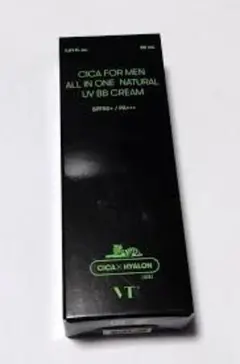 CICA FOR MEN
ALL IN ONE NATURAL
UV BB CREAM
SPF50+ / PA+++
CICA × HYALON
VT